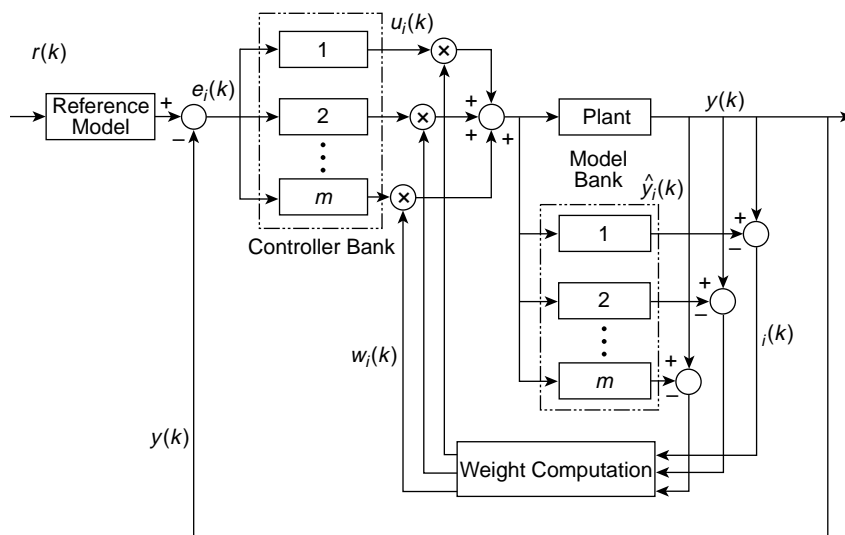 r(k)
Reference
Model
+
−
e_i(k)
1
2
m
Controller Bank
u_i(k)
×
×
×
+
+
+
Plant
y(k)
Model
Bank
ŷ_i(k)
1
2
m
+
−
+
−
+
−
_i(k)
w_i(k)
y(k)
Weight Computation